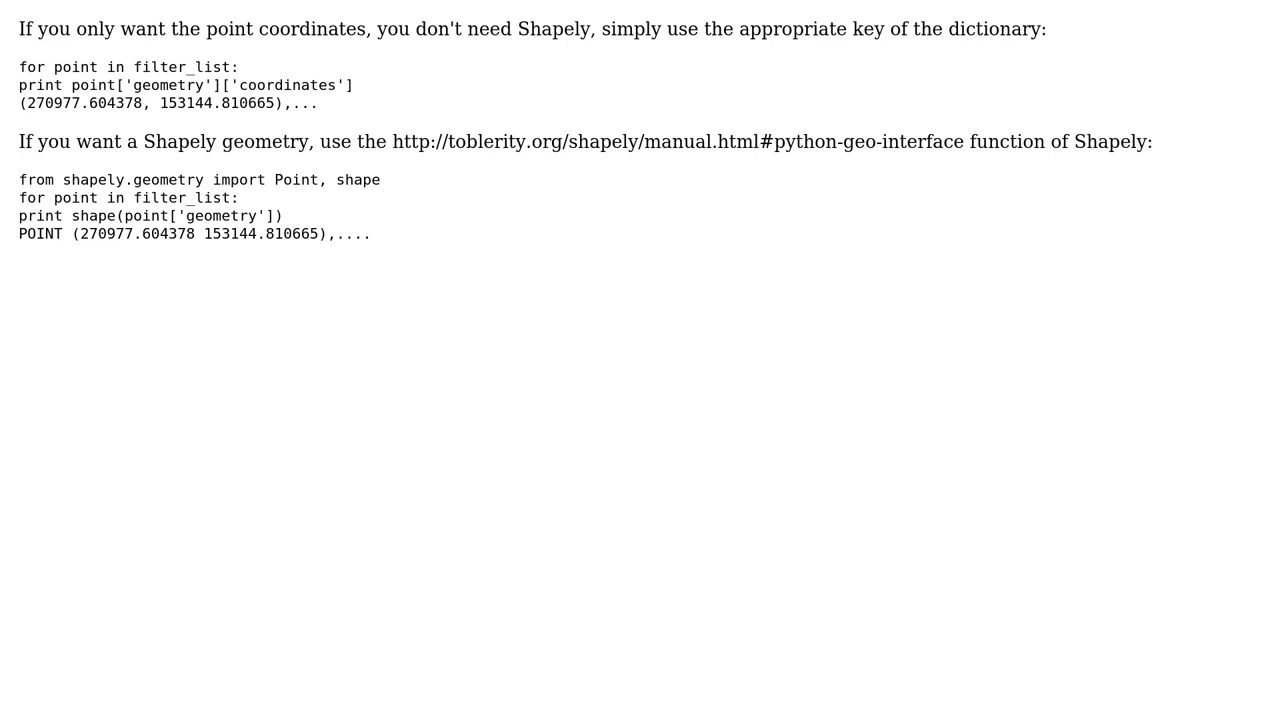 If you only want the point coordinates, you don't need Shapely, simply use the appropriate key of the dictionary:
for point in filter_list:
print point['geometry']['coordinates']
(270977.604378, 153144.810665),...
If you want a Shapely geometry, use the http://toblerity.org/shapely/manual.html#python-geo-interface function of Shapely:
from shapely.geometry import Point, shape
for point in filter_list:
print shape(point['geometry'])
POINT (270977.604378 153144.810665),....